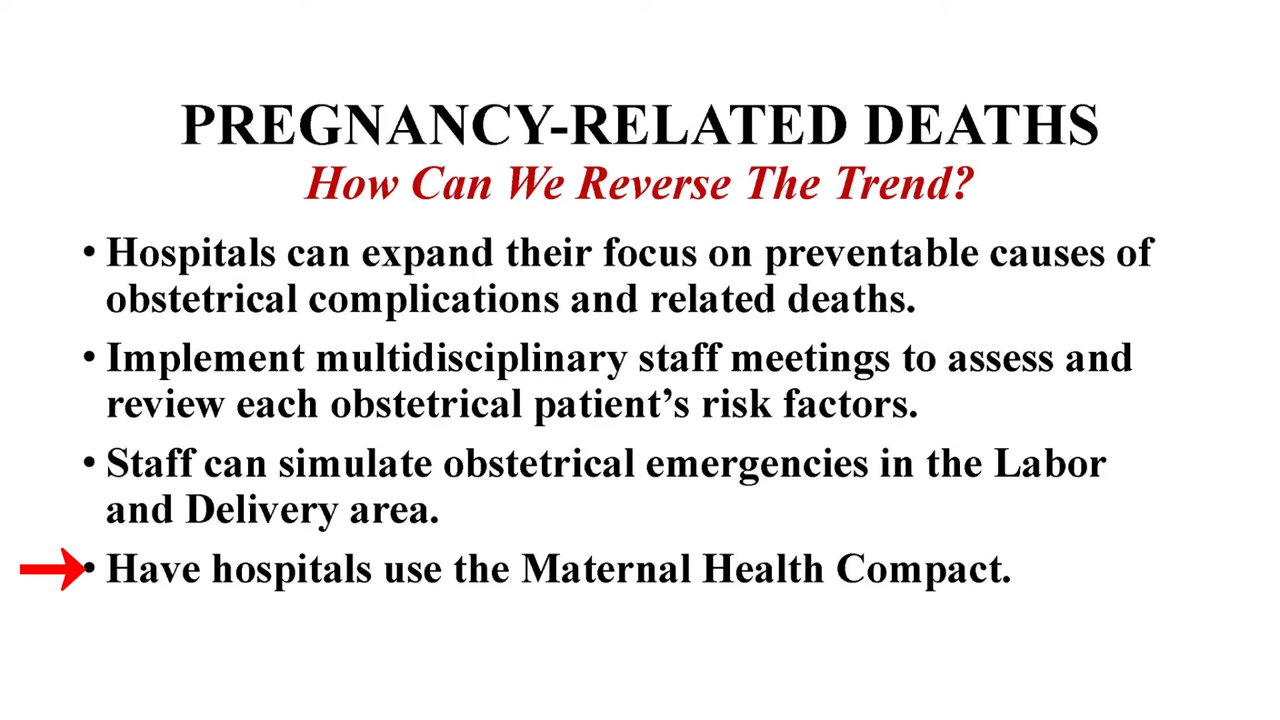 PREGNANCY-RELATED DEATHS
How Can We Reverse The Trend?
• Hospitals can expand their focus on preventable causes of
obstetrical complications and related deaths.
• Implement multidisciplinary staff meetings to assess and
review each obstetrical patient’s risk factors.
• Staff can simulate obstetrical emergencies in the Labor
and Delivery area.
• Have hospitals use the Maternal Health Compact.